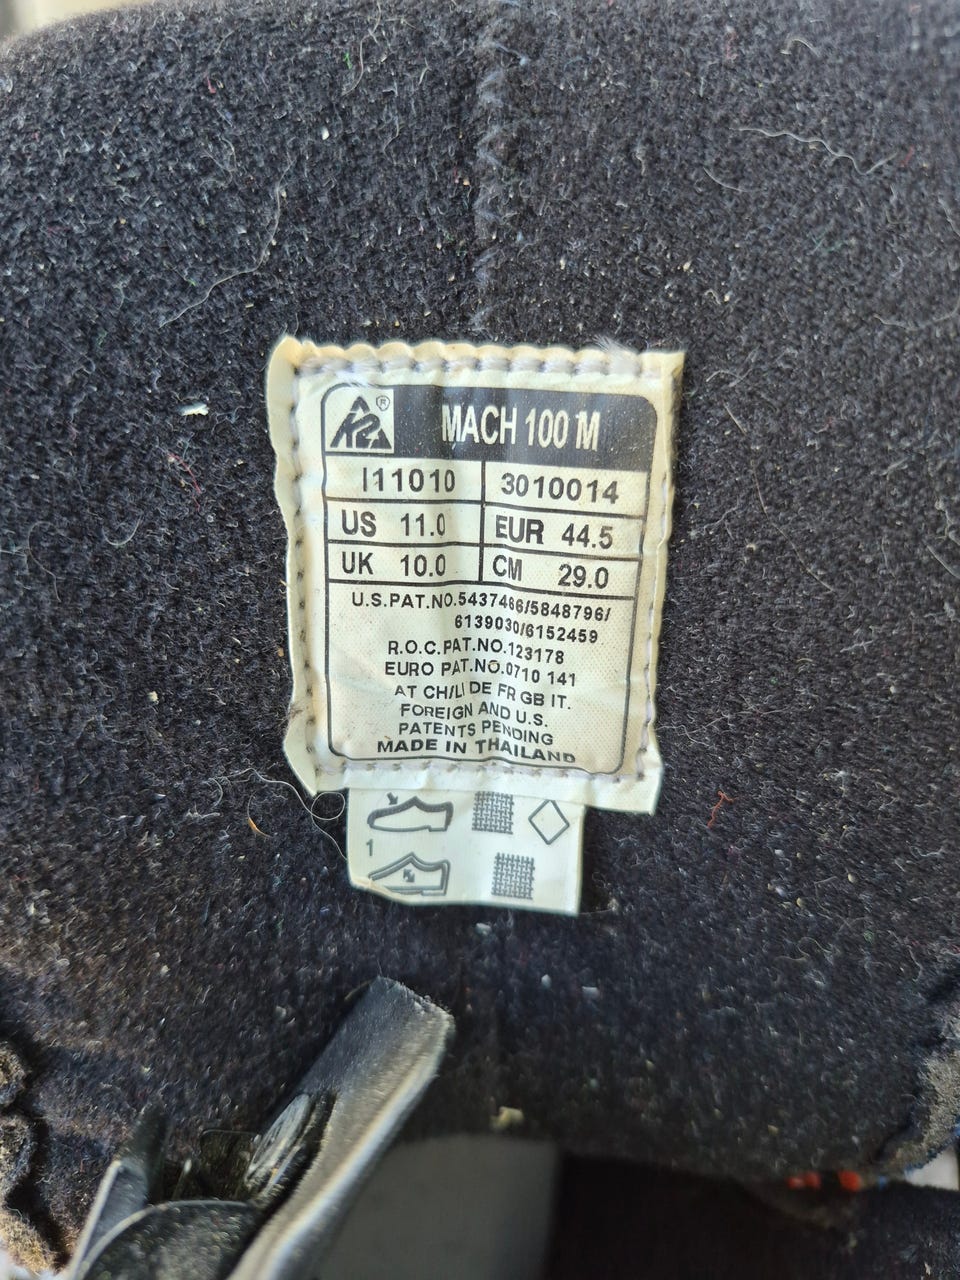 K2 ® MACH 100 M
I11010 3010014
US 11.0 EUR 44.5
UK 10.0 CM 29.0
U.S.PAT.NO.5437466/5848796/
6139030/6152459
R.O.C.PAT.NO.123178
EURO PAT.NO.0710 141
AT CH/LI DE FR GB IT.
FOREIGN AND U.S.
PATENTS PENDING
MADE IN THAILAND
1